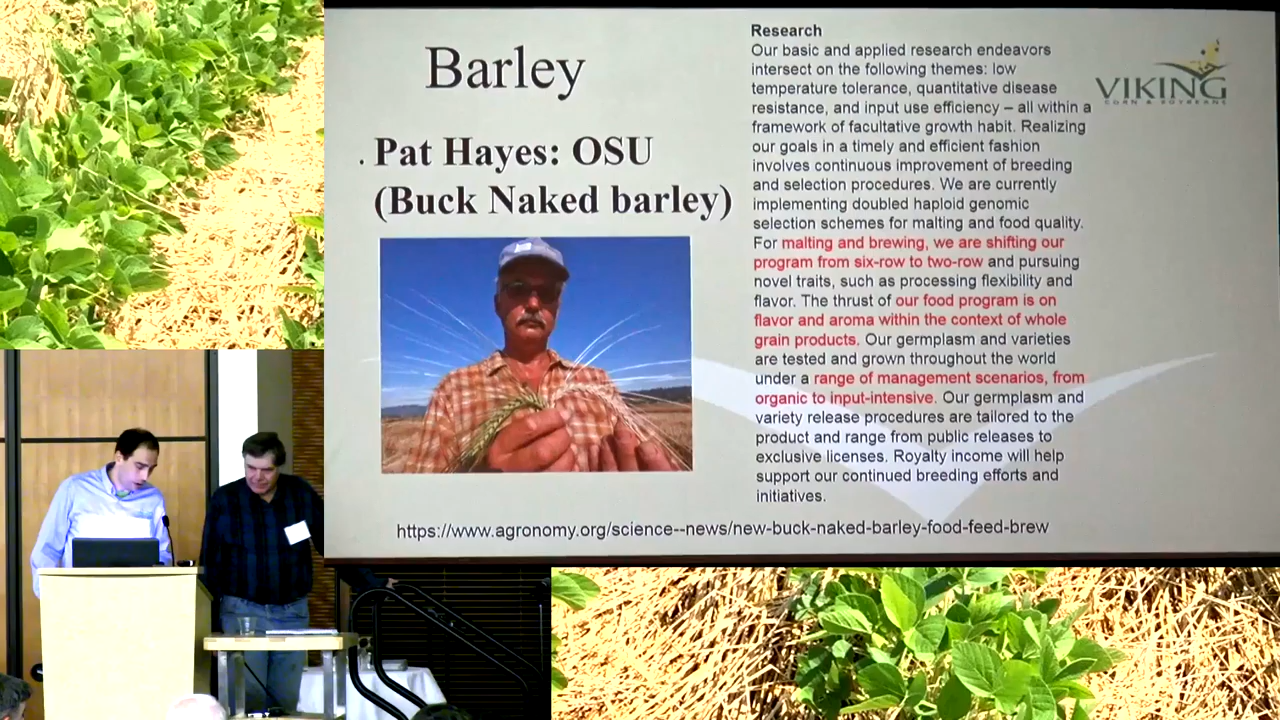 Barley
. Pat Hayes: OSU
(Buck Naked barley)
Research
Our basic and applied research endeavors
intersect on the following themes: low
temperature tolerance, quantitative disease
resistance, and input use efficiency – all within a
framework of facultative growth habit. Realizing
our goals in a timely and efficient fashion
involves continuous improvement of breeding
and selection procedures. We are currently
implementing doubled haploid genomic
selection schemes for malting and food quality.
For malting and brewing, we are shifting our
program from six-row to two-row and pursuing
novel traits, such as processing flexibility and
flavor. The thrust of our food program is on
flavor and aroma within the context of whole
grain products. Our germplasm and varieties
are tested and grown throughout the world
under a range of management scenarios, from
organic to input-intensive. Our germplasm and
variety release procedures are tailored to the
product and range from public releases to
exclusive licenses. Royalty income will help
support our continued breeding efforts and
initiatives.
VIKING
CORN & SOYBEANS
https://www.agronomy.org/science--news/new-buck-naked-barley-food-feed-brew